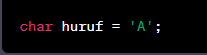 char huruf = 'A';